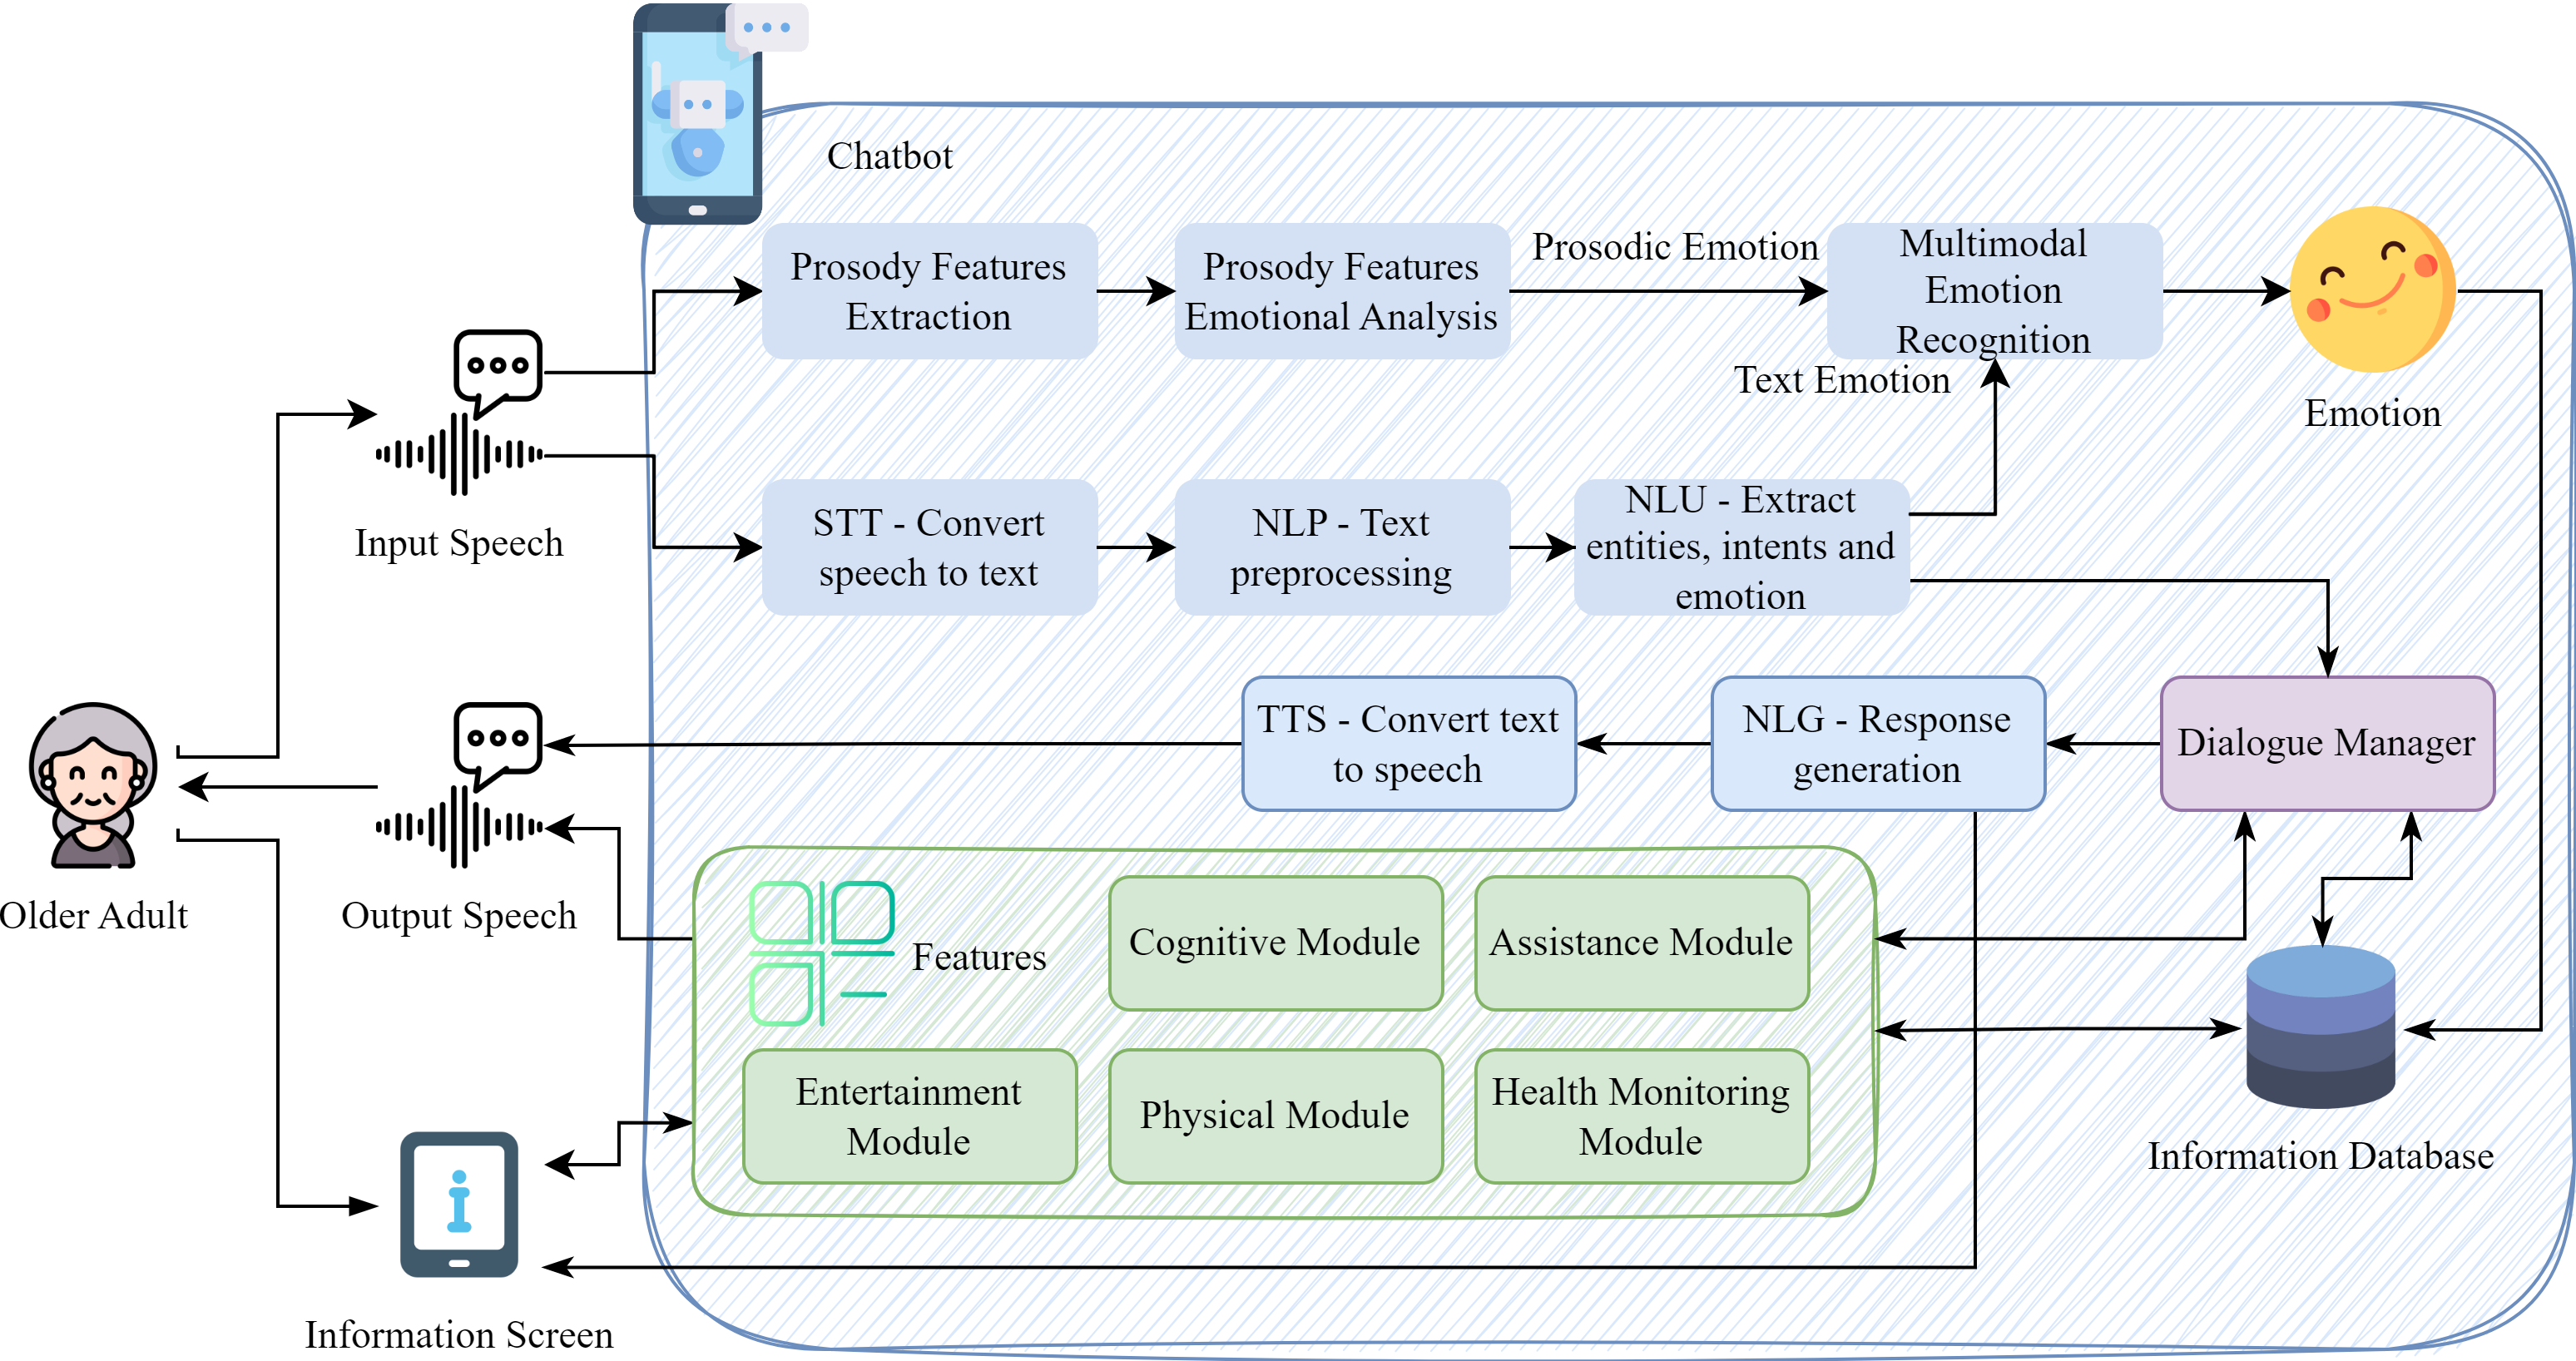 Chatbot
Prosody Features
Extraction
Prosody Features
Emotional Analysis
Prosodic Emotion
Multimodal
Emotion
Recognition
Text Emotion
Emotion
Input Speech
STT - Convert
speech to text
NLP - Text
preprocessing
NLU - Extract
entities, intents and
emotion
TTS - Convert text
to speech
NLG - Response
generation
Dialogue Manager
Older Adult
Output Speech
Features
Cognitive Module
Assistance Module
Entertainment
Module
Physical Module
Health Monitoring
Module
Information Database
Information Screen